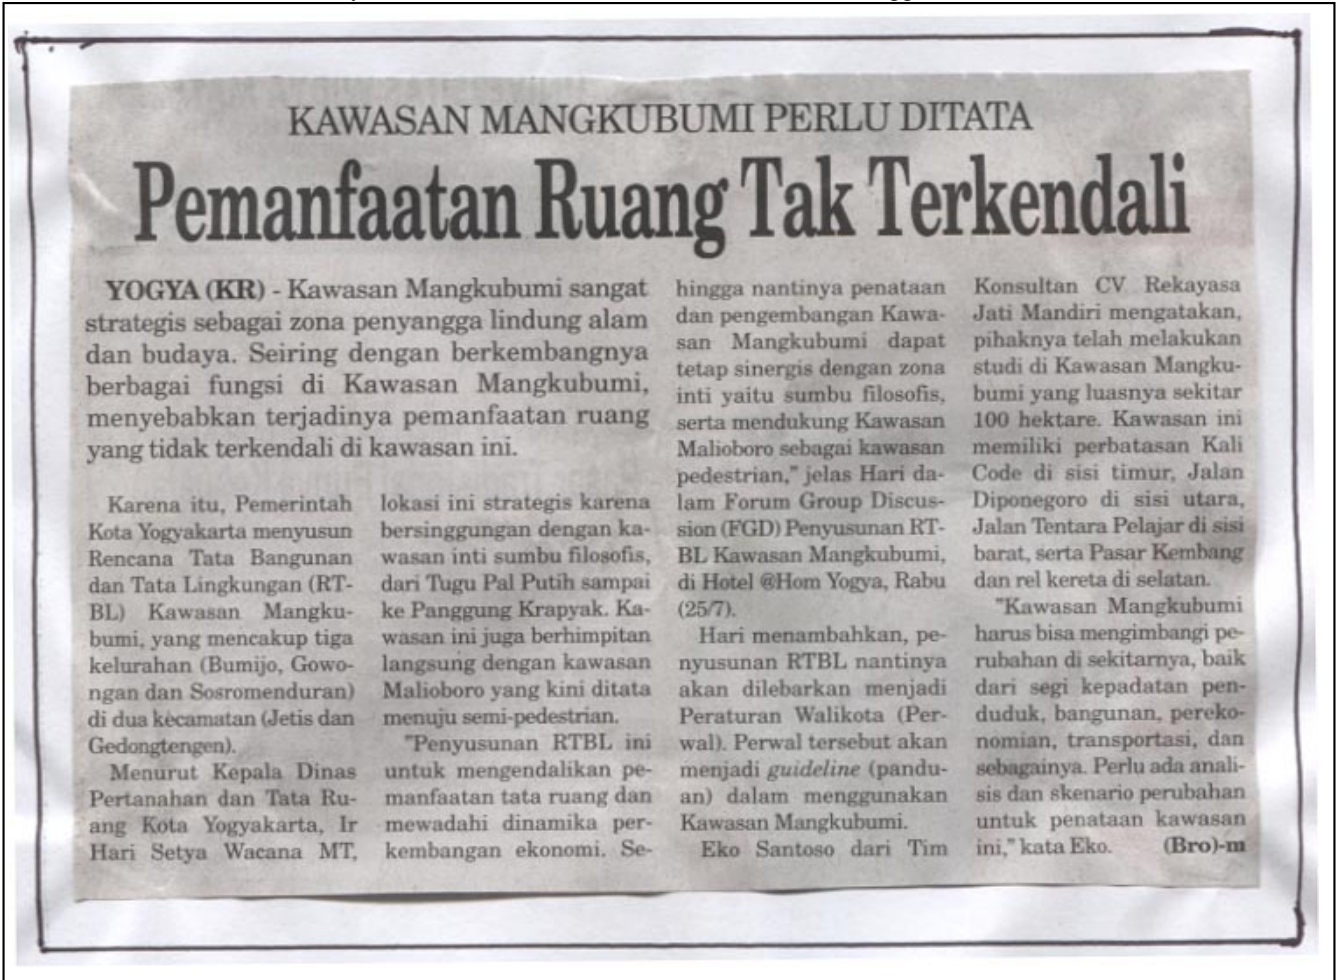 KAWASAN MANGKUBUMI PERLU DITATA
Pemanfaatan Ruang Tak Terkendali
YOGYA (KR) - Kawasan Mangkubumi sangat
strategis sebagai zona penyangga lindung alam
dan budaya. Seiring dengan berkembangnya
berbagai fungsi di Kawasan Mangkubumi,
menyebabkan terjadinya pemanfaatan ruang
yang tidak terkendali di kawasan ini.
Karena itu, Pemerintah
Kota Yogyakarta menyusun
Rencana Tata Bangunan
dan Tata Lingkungan (RT-
BL) Kawasan Mangku-
bumi, yang mencakup tiga
kelurahan (Bumijo, Gowo-
ngan dan Sosromenduran)
di dua kecamatan (Jetis dan
Gedongtengen).
Menurut Kepala Dinas
Pertanahan dan Tata Ru-
ang Kota Yogyakarta, Ir
Hari Setya Wacana MT,
lokasi ini strategis karena
bersinggungan dengan ka-
wasan inti sumbu filosofis,
dari Tugu Pal Putih sampai
ke Panggung Krapyak. Ka-
wasan ini juga berhimpitan
langsung dengan kawasan
Malioboro yang kini ditata
menuju semi-pedestrian.
"Penyusunan RTBL ini
untuk mengendalikan pe-
manfaatan tata ruang dan
mewadahi dinamika per-
kembangan ekonomi. Se-
hingga nantinya penataan
dan pengembangan Kawa-
san Mangkubumi dapat
tetap sinergis dengan zona
inti yaitu sumbu filosofis,
serta mendukung Kawasan
Malioboro sebagai kawasan
pedestrian," jelas Hari da-
lam Forum Group Discus-
sion (FGD) Penyusunan RT-
BL Kawasan Mangkubumi,
di Hotel @Hom Yogya, Rabu
(25/7).
Hari menambahkan, pe-
nyusunan RTBL nantinya
akan dilebarkan menjadi
Peraturan Walikota (Per-
wal). Perwal tersebut akan
menjadi guideline (pandu-
an) dalam menggunakan
Kawasan Mangkubumi.
Eko Santoso dari Tim
Konsultan CV Rekayasa
Jati Mandiri mengatakan,
pihaknya telah melakukan
studi di Kawasan Mangku-
bumi yang luasnya sekitar
100 hektare. Kawasan ini
memiliki perbatasan Kali
Code di sisi timur, Jalan
Diponegoro di sisi utara,
Jalan Tentara Pelajar di sisi
barat, serta Pasar Kembang
dan rel kereta di selatan.
"Kawasan Mangkubumi
harus bisa mengimbangi pe-
rubahan di sekitarnya, baik
dari segi kepadatan pen-
duduk, bangunan, pereko-
nomian, transportasi, dan
sebagainya. Perlu ada anali-
sis dan skenario perubahan
untuk penataan kawasan
ini," kata Eko. (Bro)-m